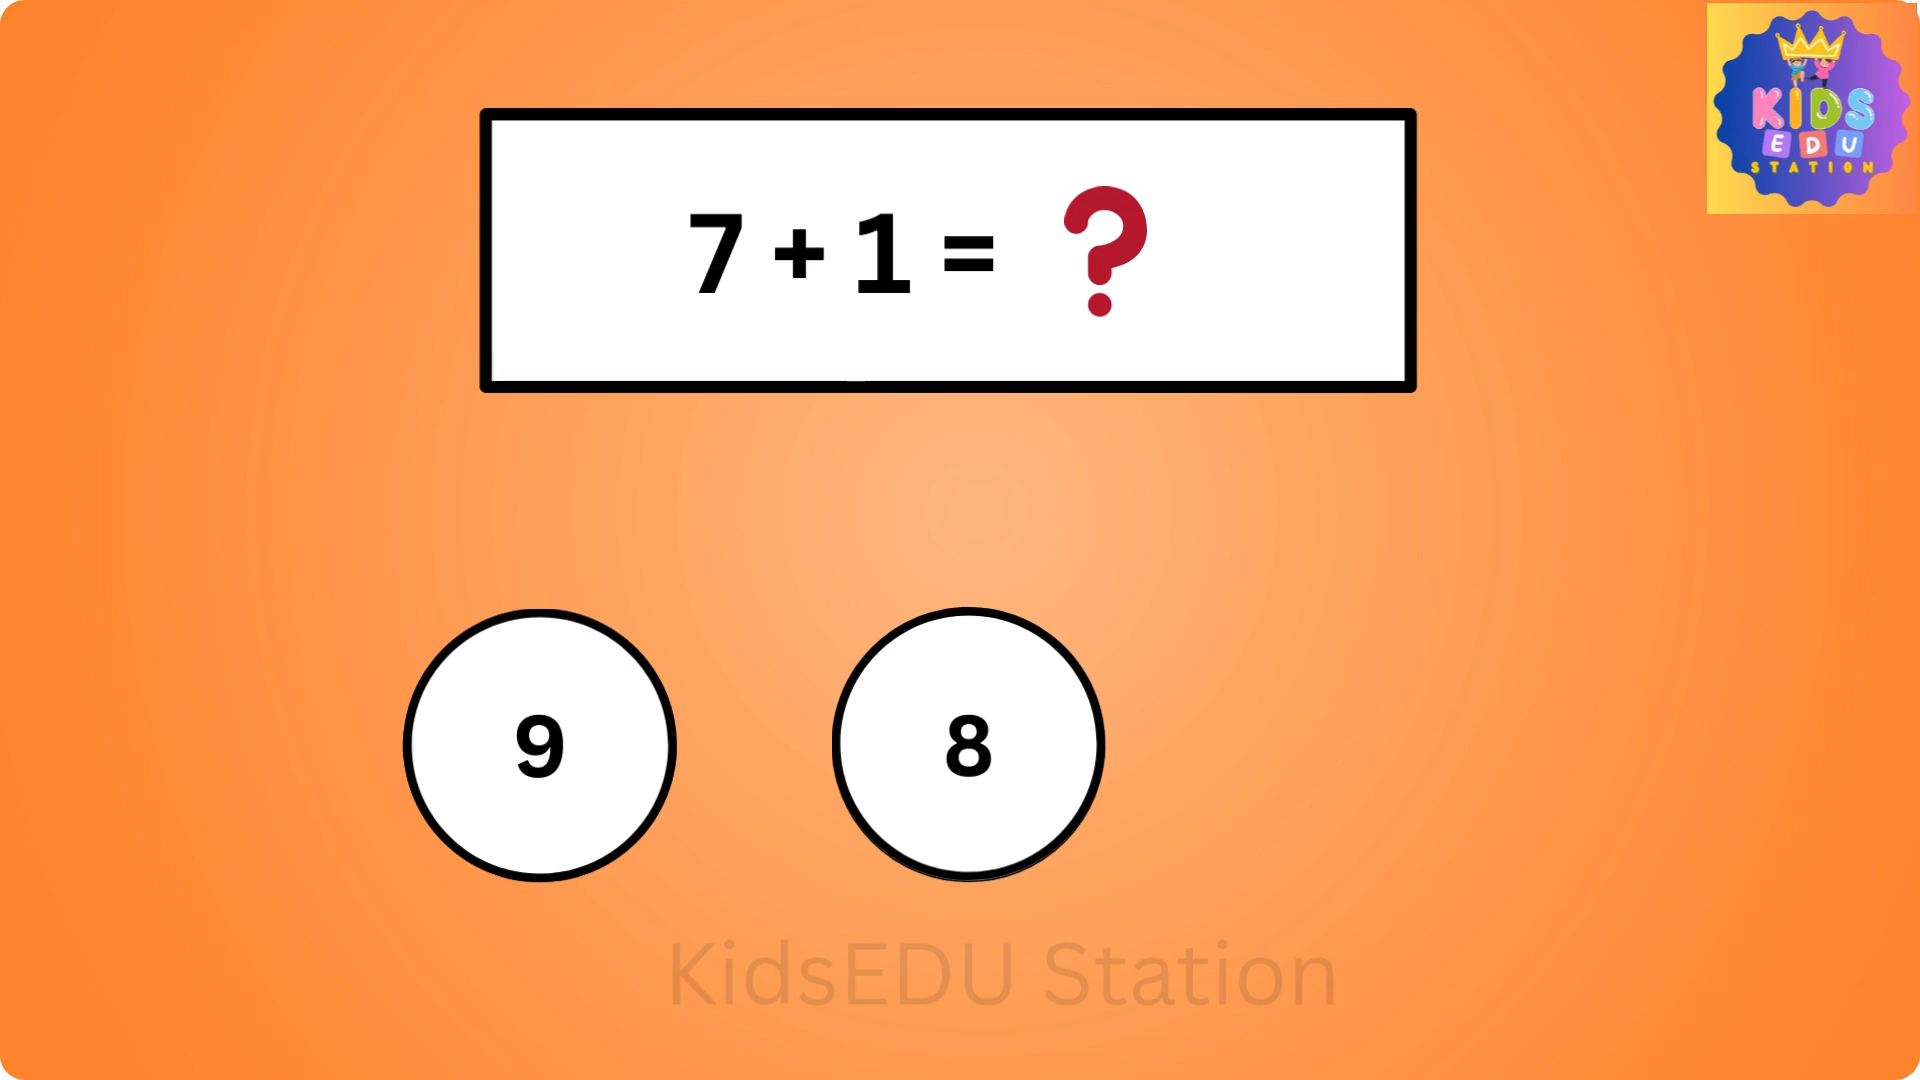 KIDS
EDU
STATION
7 + 1 = ?
9 8
KidsEDU Station